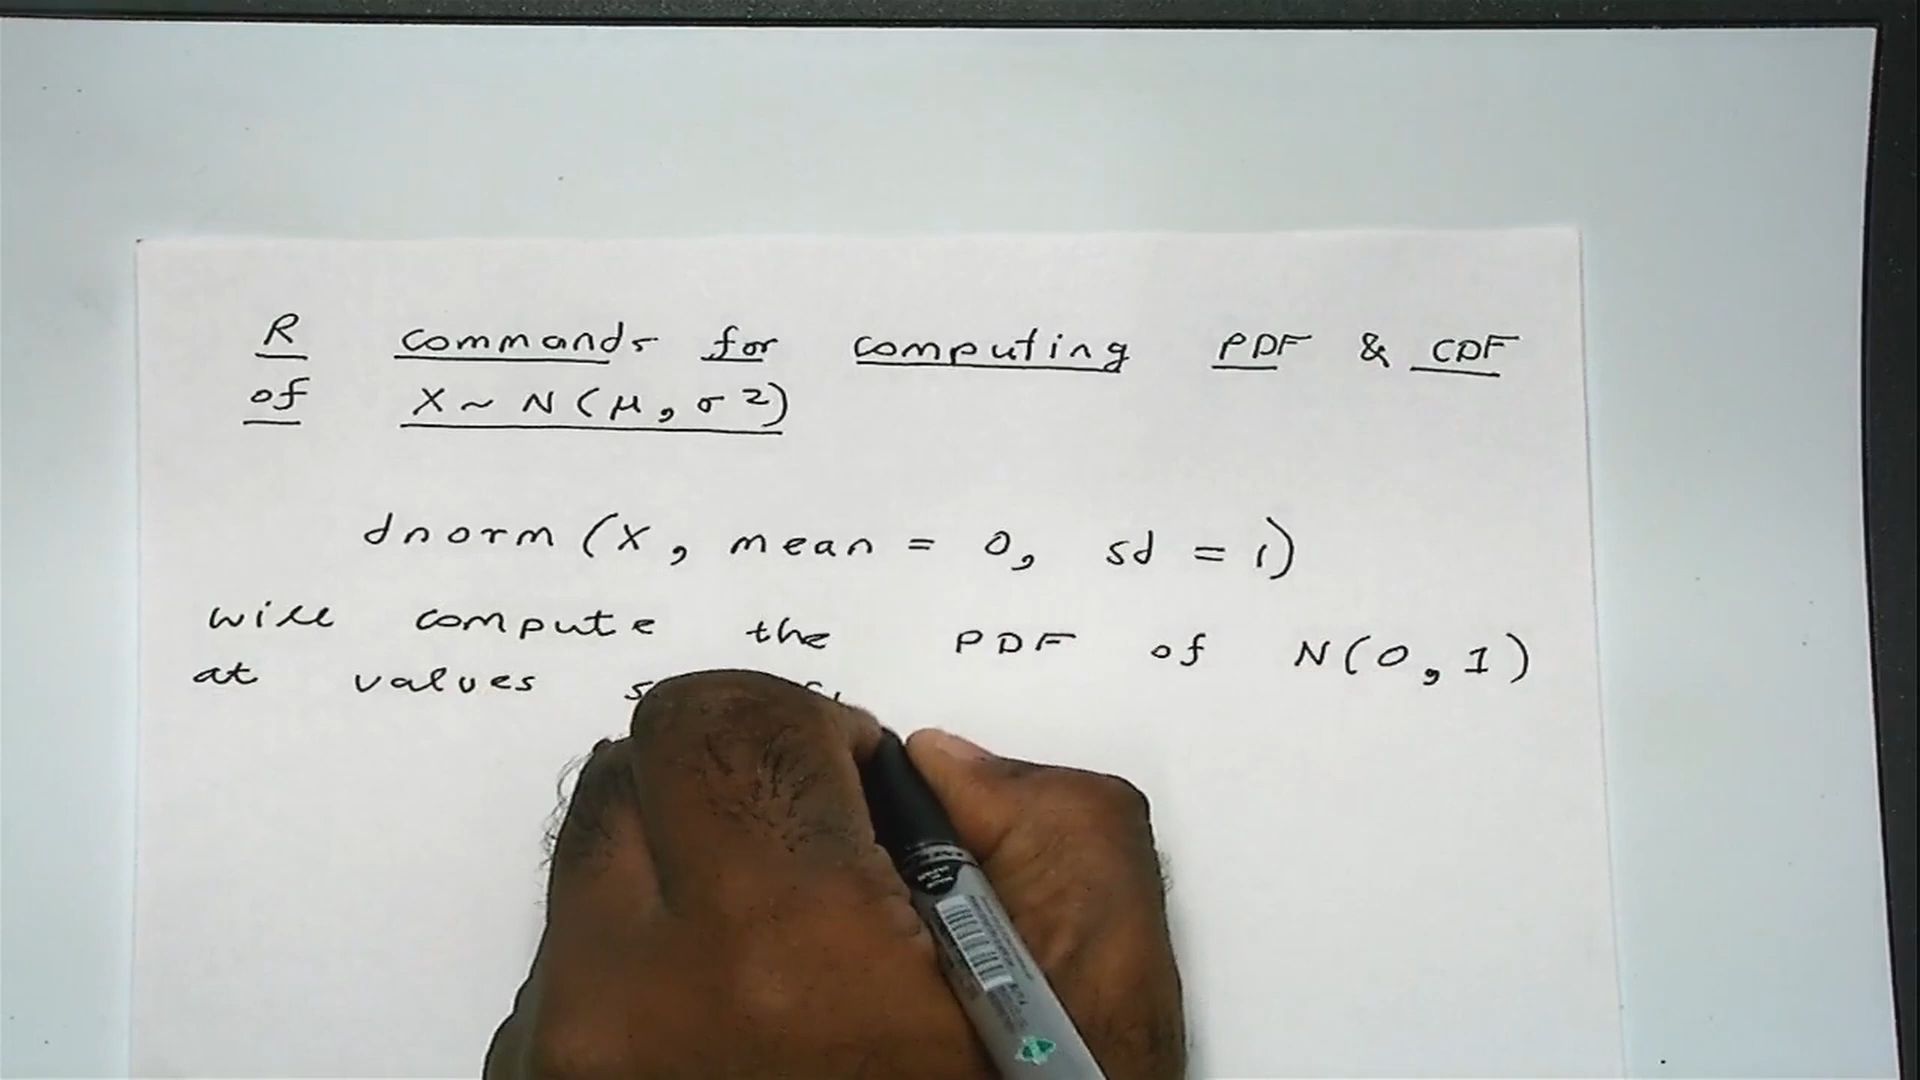 R commands for computing PDF & CDF
of X ~ N(μ, σ²)
dnorm (x, mean = 0, sd = 1)
will compute the PDF of N(0, 1)
at values